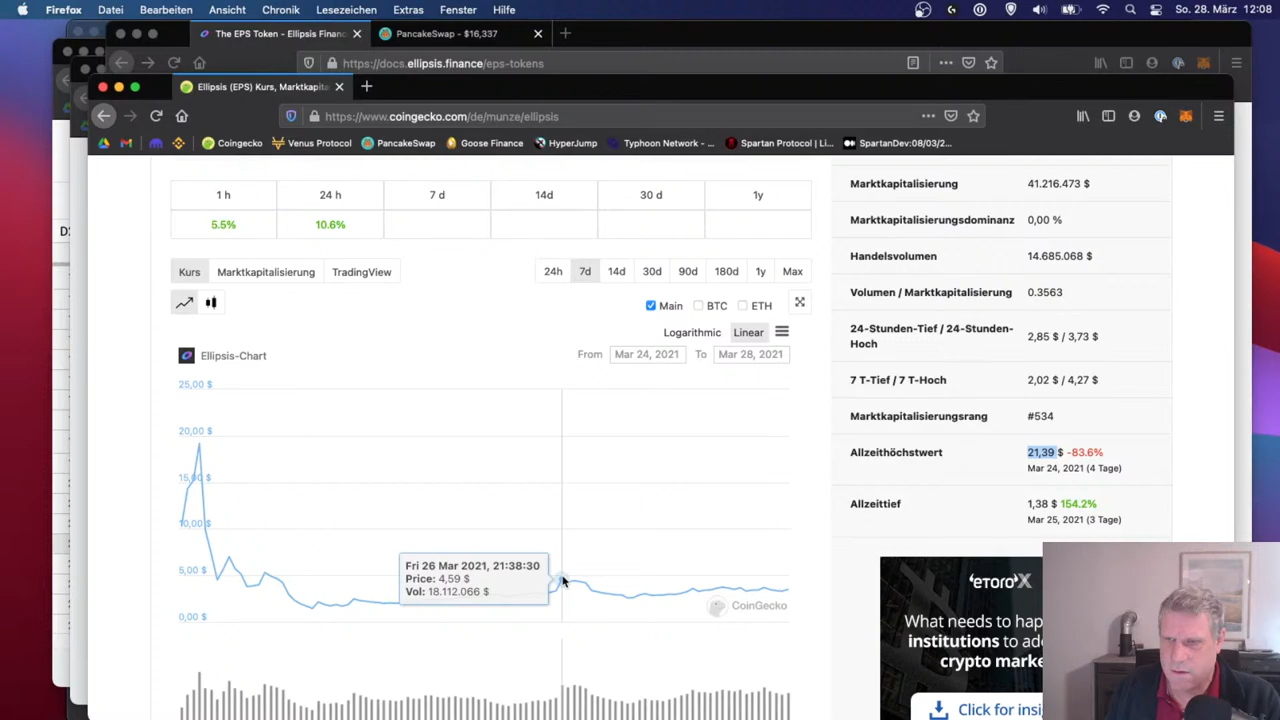 Firefox Datei Bearbeiten Ansicht Chronik Lesezeichen Extras Fenster Hilfe So. 28. März 12:08
The EPS Token - Ellipsis Financ PancakeSwap - $16,337
https://docs.ellipsis.finance/eps-tokens
Ellipsis (EPS) Kurs, Marktkapita
https://www.coingecko.com/de/munze/ellipsis
Coingecko Venus Protocol PancakeSwap Goose Finance HyperJump Typhoon Network - ... Spartan Protocol | Li... SpartanDev:08/03/2...
1 h 24 h 7 d 14d 30 d 1y
5.5% 10.6%
Kurs Marktkapitalisierung TradingView
24h 7d 14d 30d 90d 180d 1y Max
Main BTC ETH
Logarithmic Linear
Ellipsis-Chart
From Mar 24, 2021 To Mar 28, 2021
25,00 $
20,00 $
15,00 $
10,00 $
5,00 $
0,00 $
Fri 26 Mar 2021, 21:38:30
Price: 4,59 $
Vol: 18.112.066 $
CoinGecko
Marktkapitalisierung 41.216.473 $
Marktkapitalisierungsdominanz 0,00 %
Handelsvolumen 14.685.068 $
Volumen / Marktkapitalisierung 0.3563
24-Stunden-Tief / 24-Stunden-
Hoch 2,85 $ / 3,73 $
7 T-Tief / 7 T-Hoch 2,02 $ / 4,27 $
Marktkapitalisierungsrang #534
Allzeithöchstwert 21,39 $ -83.6%
Mar 24, 2021 (4 Tage)
Allzeittief 1,38 $ 154.2%
Mar 25, 2021 (3 Tage)
etoroX
What needs to hap
institutions to ad
crypto marke
Click for insi